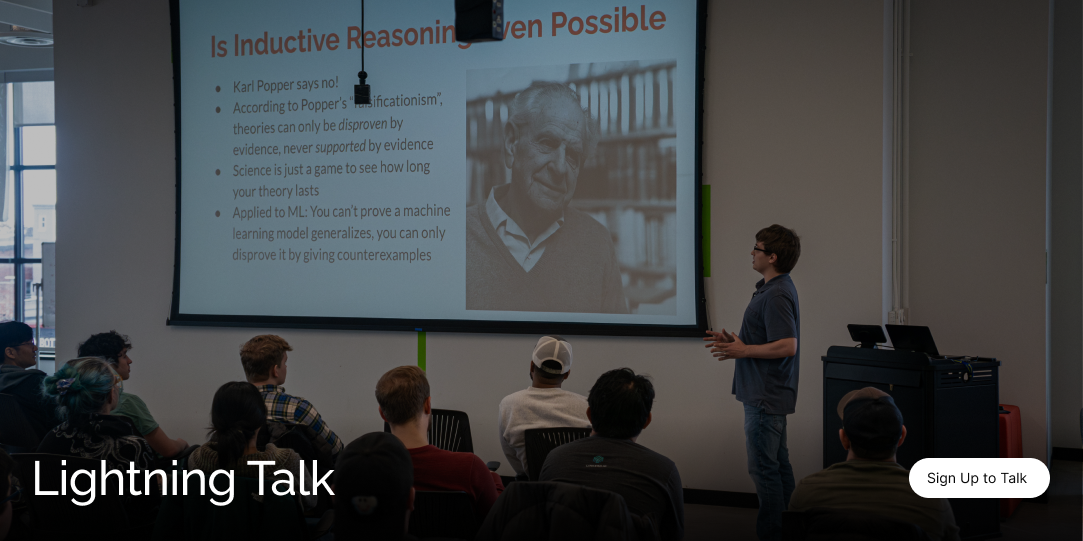 Is Inductive Reasoning Even Possible
Karl Popper says no!
According to Popper's "falsificationism",
theories can only be disproven by
evidence, never supported by evidence
Science is just a game to see how long
your theory lasts
Applied to ML: You can't prove a machine
learning model generalizes, you can only
disprove it by giving counterexamples
Lightning Talk
Sign Up to Talk